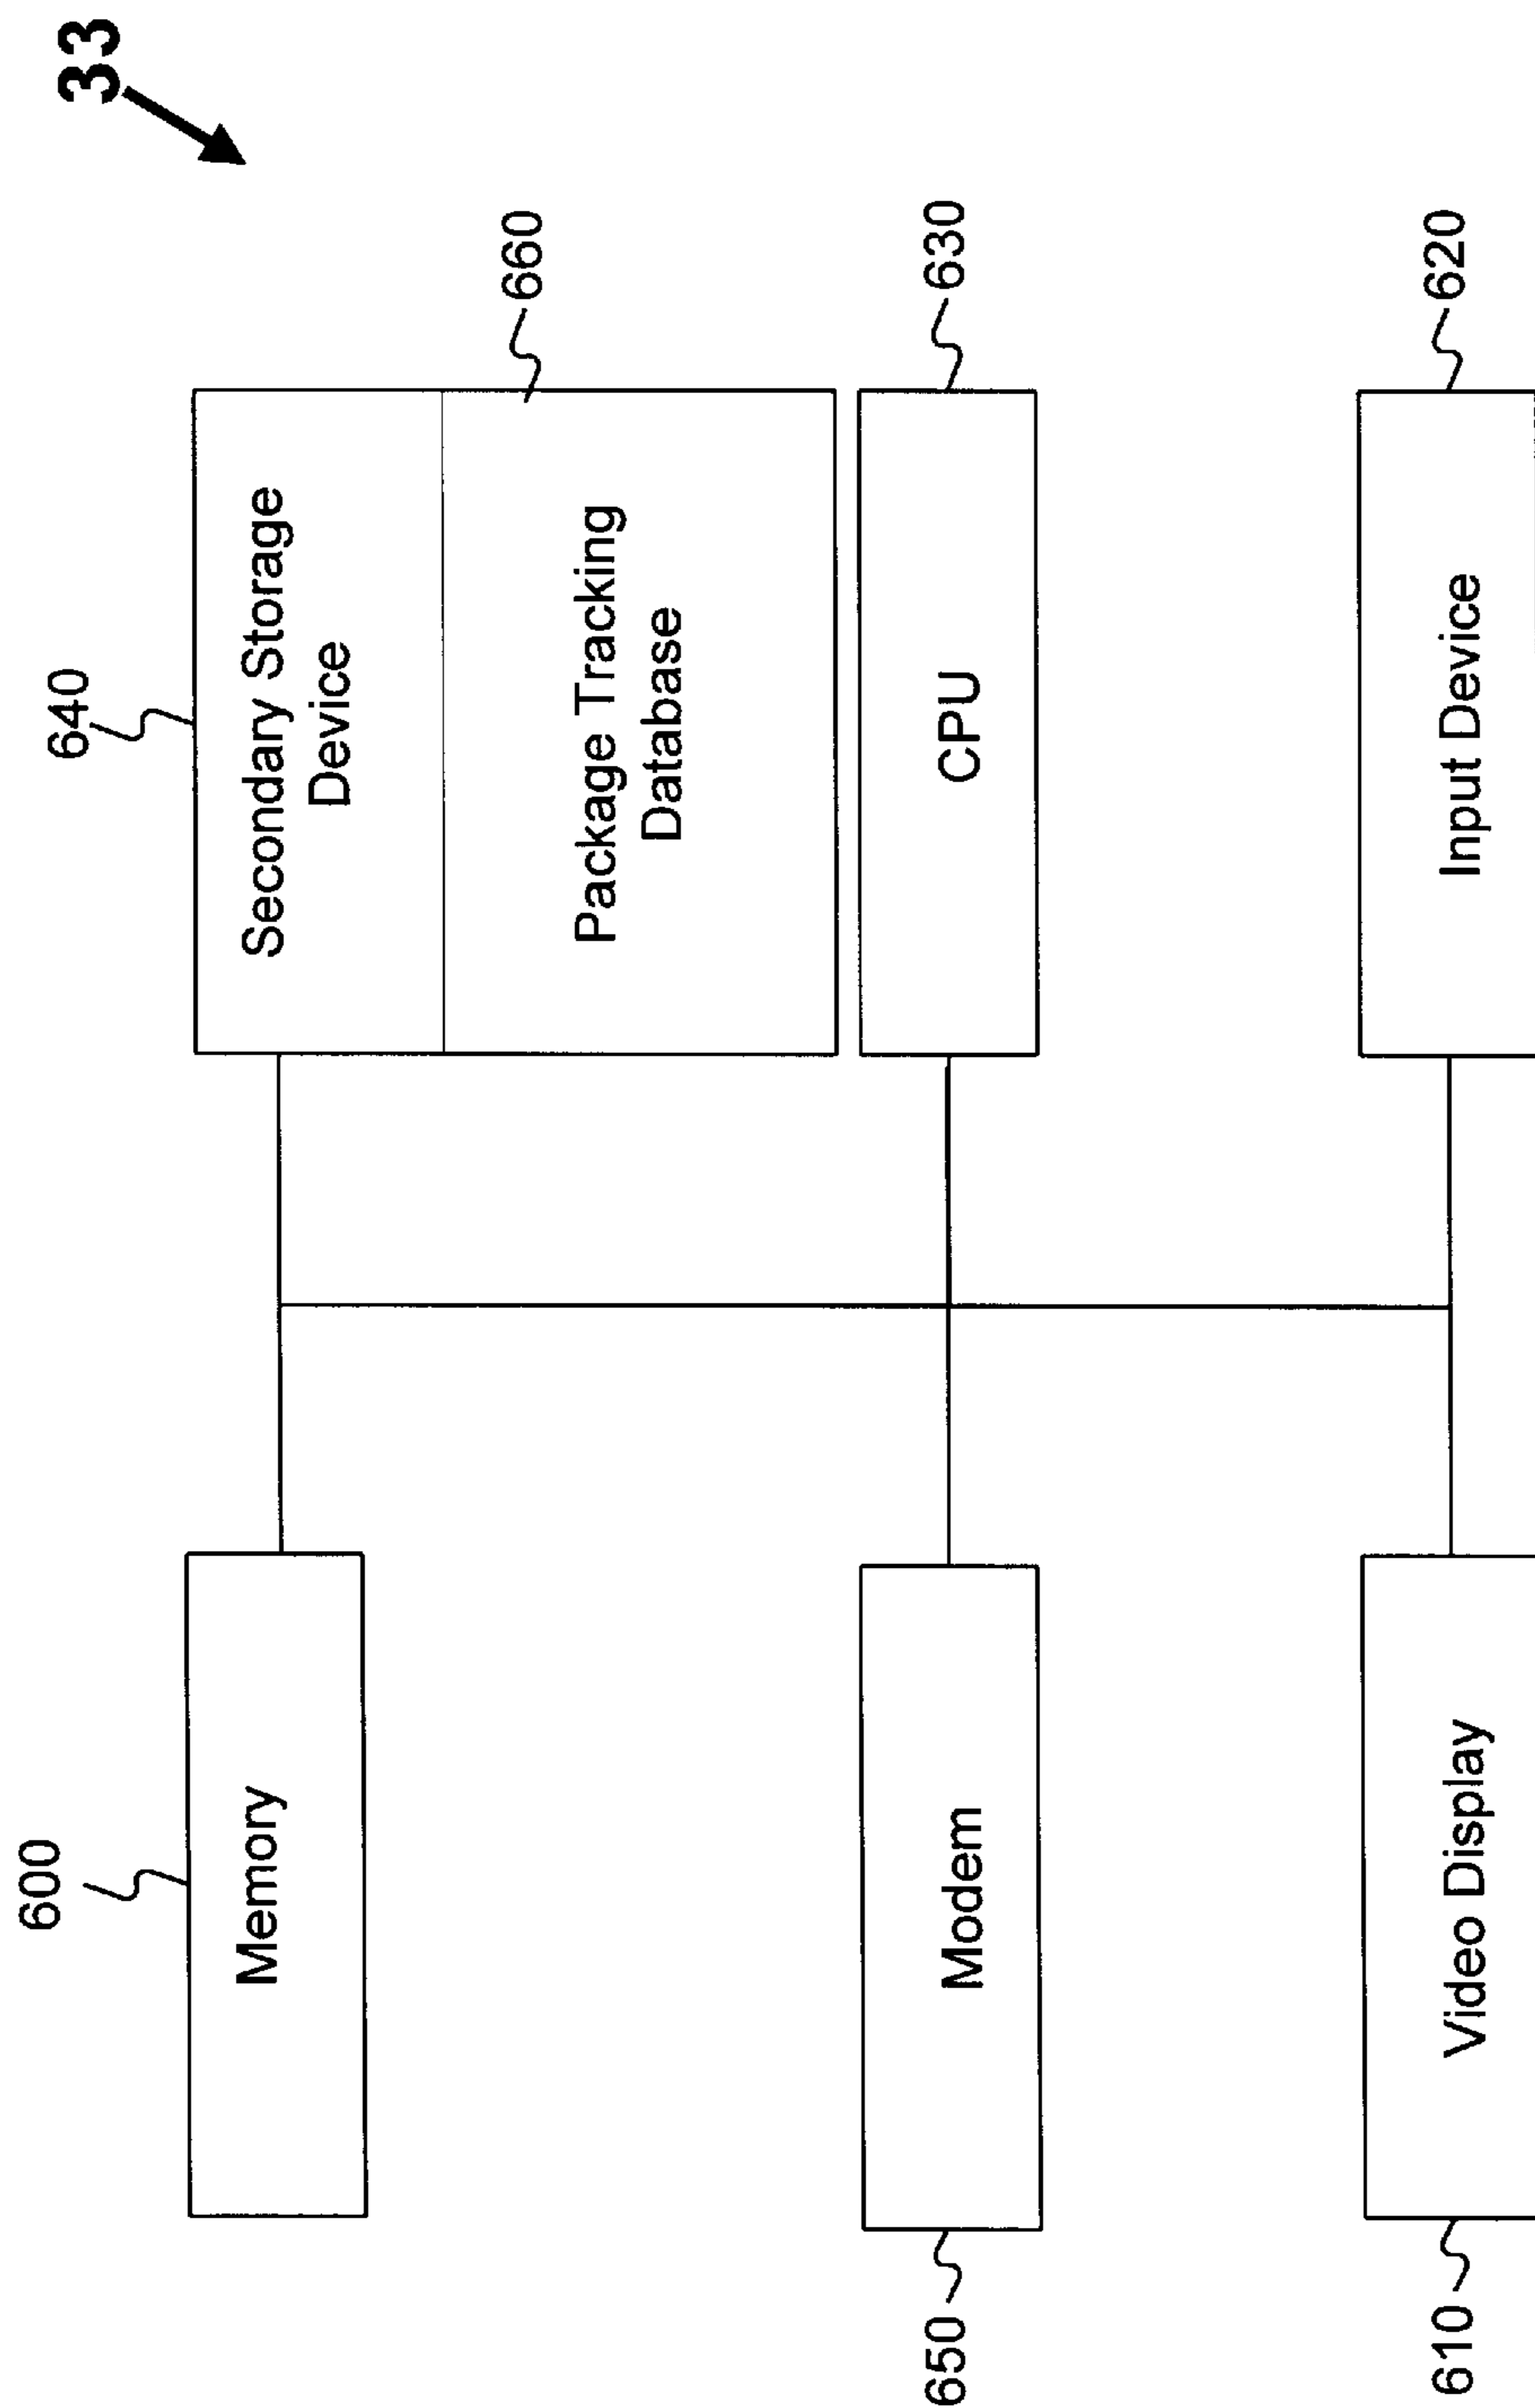 33
600
Memory
640
Secondary Storage
Device
660
Package Tracking
Database
650
Modem
CPU
630
610
Video Display
Input Device
620